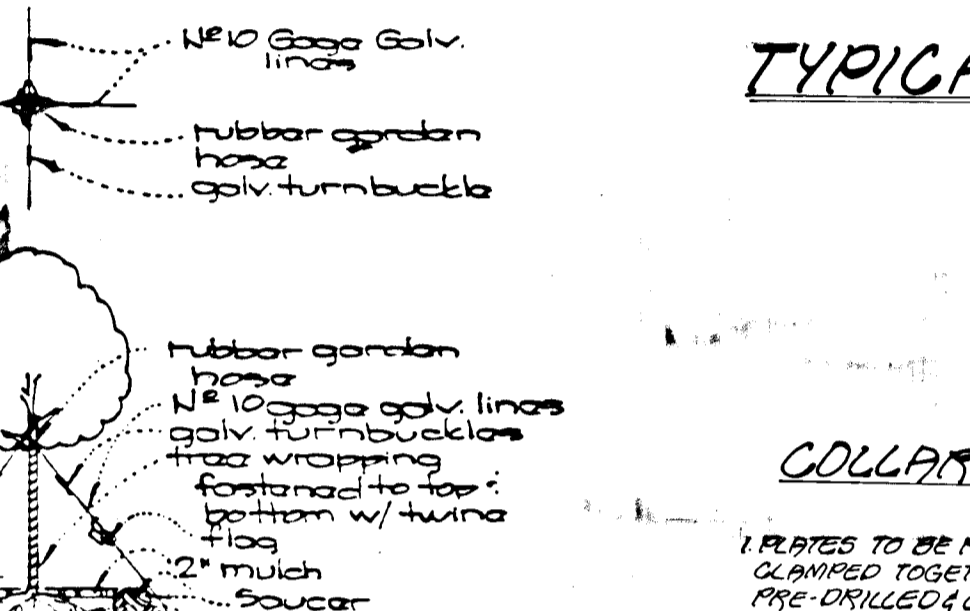 Nº 10 Gage Galv.
lines
rubber garden
hose
galv. turnbuckle
rubber garden
hose
Nº 10 gage galv. lines
galv. turnbuckles
tree wrapping
fastened to top &
bottom w/ twine
flag
2" mulch
Saucer
TYPICA
COLLAR
1. PLATES TO BE
CLAMPED TOGET
PRE-DRILLED &